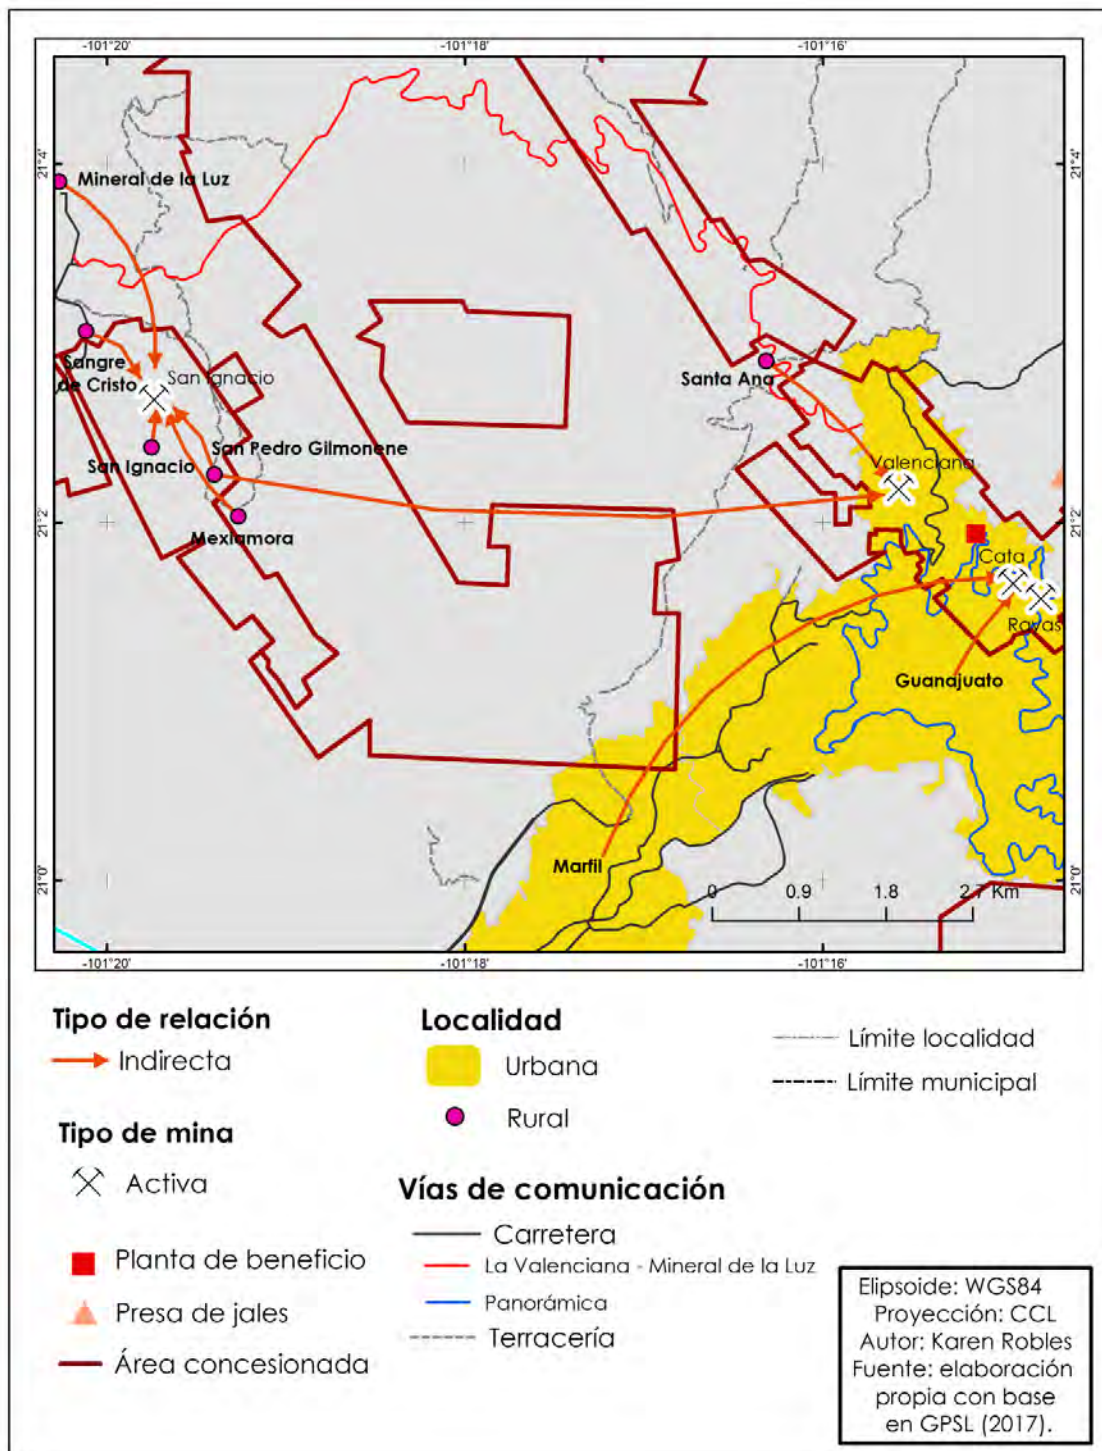 -101°20'
-101°18'
-101°16'
21°4'
21°4'
Mineral de la Luz
Sangre
de Cristo
San Ignacio
Santa Ana
San Ignacio
San Pedro Gilmonene
Valenciana
21°2'
21°2'
Mexiamora
Cata
Rayas
Guanajuato
Marfil
21°0'
21°0'
0 0.9 1.8 2.7 Km
-101°20'
-101°18'
-101°16'
Tipo de relación
Indirecta
Tipo de mina
Activa
Planta de beneficio
Presa de jales
Área concesionada
Localidad
Urbana
Rural
Vías de comunicación
Carretera
La Valenciana - Mineral de la Luz
Panorámica
Terracería
Límite localidad
Límite municipal
Elipsoide: WGS84
Proyección: CCL
Autor: Karen Robles
Fuente: elaboración
propia con base
en GPSL (2017).